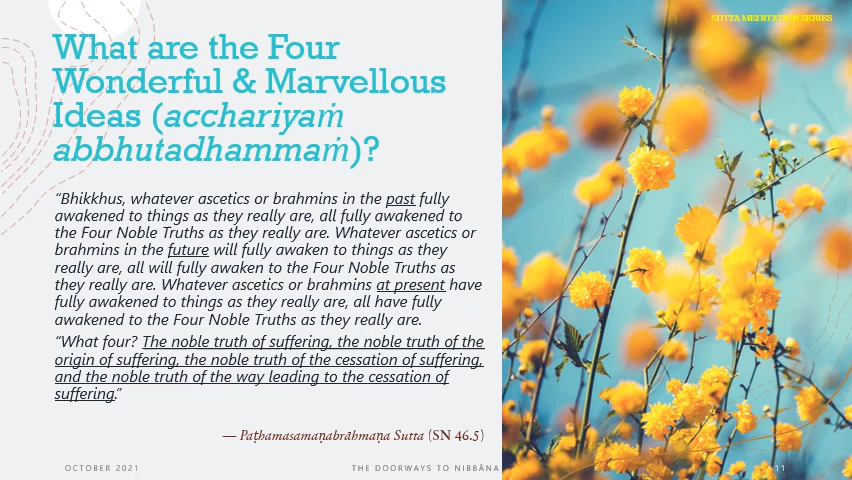 SUTTA MEDITATION SERIES
What are the Four
Wonderful & Marvellous
Ideas (acchariyaṁ
abbhutadhammaṁ)?
“Bhikkhus, whatever ascetics or brahmins in the past fully
awakened to things as they really are, all fully awakened to
the Four Noble Truths as they really are. Whatever ascetics or
brahmins in the future will fully awaken to things as they
really are, all will fully awaken to the Four Noble Truths as
they really are. Whatever ascetics or brahmins at present have
fully awakened to things as they really are, all have fully
awakened to the Four Noble Truths as they really are.
“What four? The noble truth of suffering, the noble truth of the
origin of suffering, the noble truth of the cessation of suffering,
and the noble truth of the way leading to the cessation of
suffering.”
— Paṭhamasamaṇabrāhmaṇa Sutta (SN 46.5)
OCTOBER 2021
THE DOORWAYS TO NIBBĀNA
11